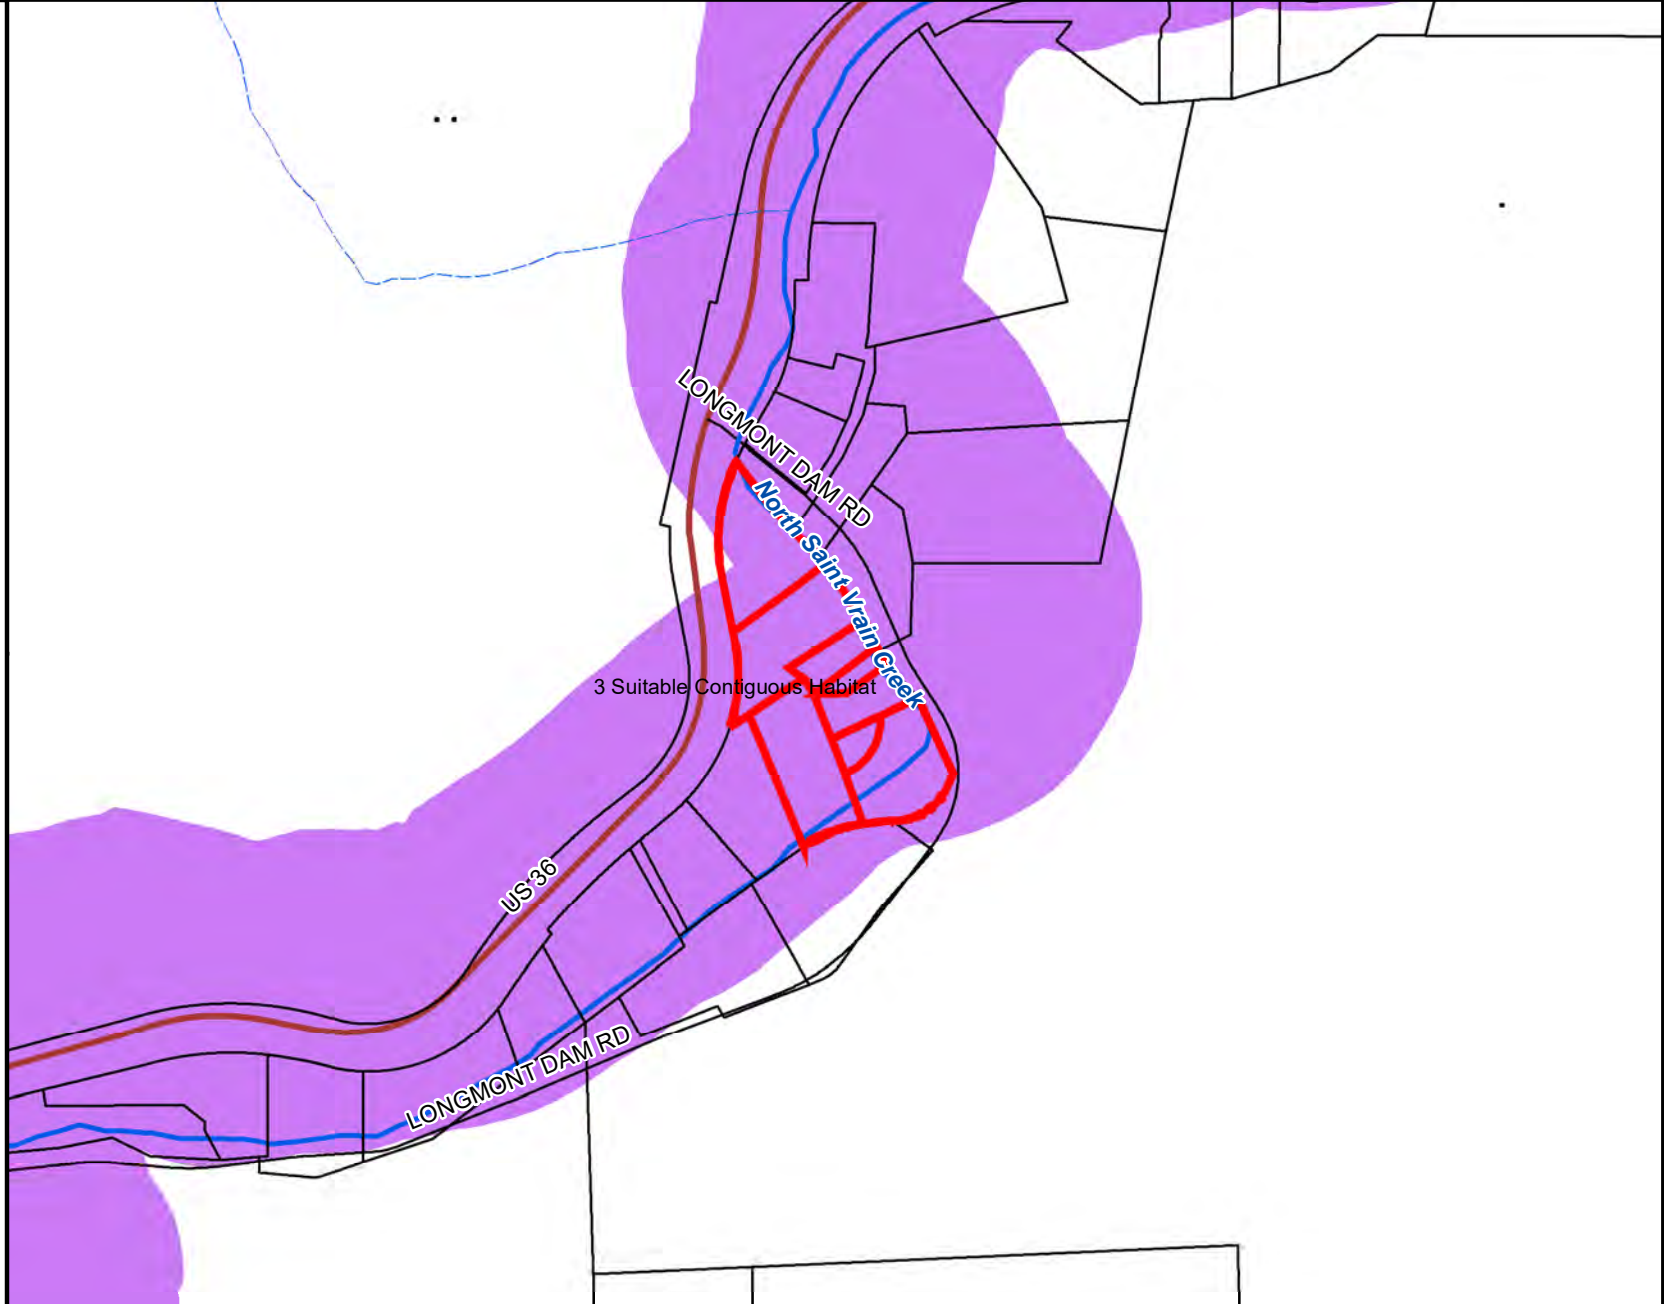 LONGMONT DAM RD
North Saint Vrain Creek
3 Suitable Contiguous Habitat
US 36
LONGMONT DAM RD